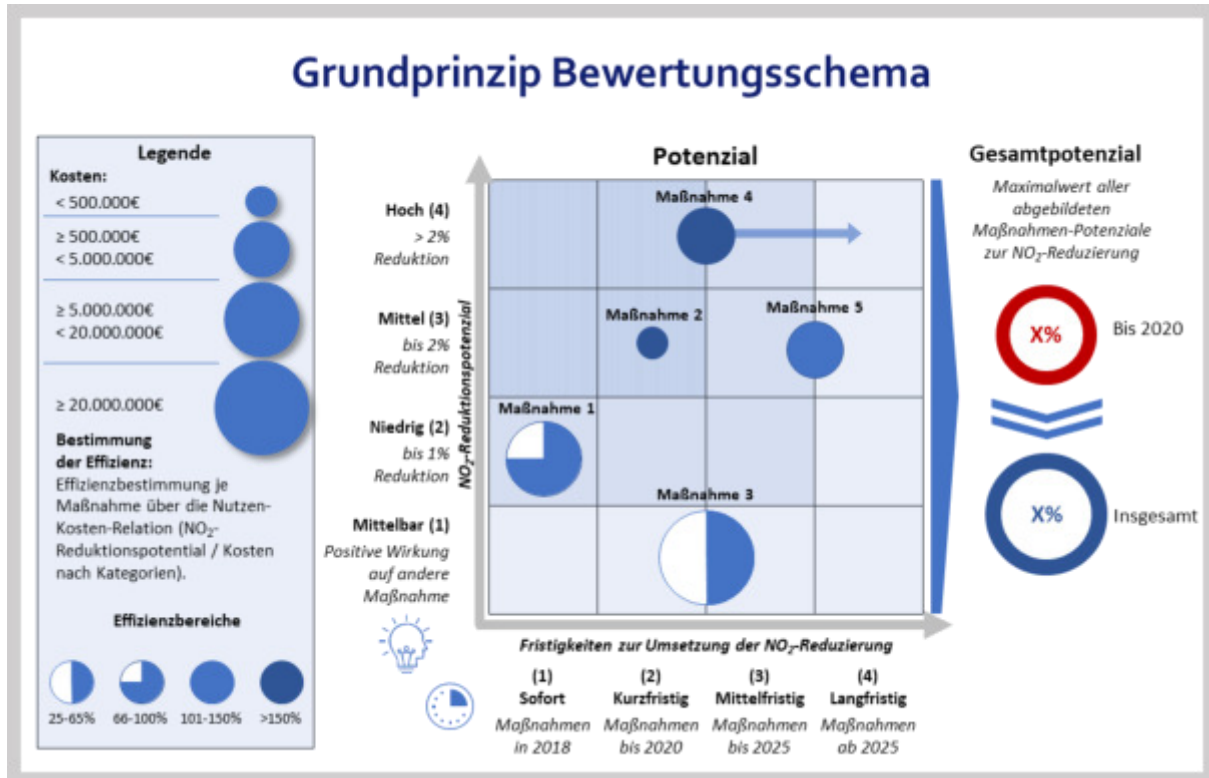 Grundprinzip Bewertungsschema
Legende
Kosten:
< 500.000€
≥ 500.000€
< 5.000.000€
≥ 5.000.000€
< 20.000.000€
≥ 20.000.000€
Bestimmung
der Effizienz:
Effizienzbestimmung je
Maßnahme über die Nutzen-
Kosten-Relation (NO₂-
Reduktionspotential / Kosten
nach Kategorien).
Effizienzbereiche
25-65%
66-100%
101-150%
>150%
Potenzial
NO₂-Reduktionspotenzial
Hoch (4)
> 2%
Reduktion
Mittel (3)
bis 2%
Reduktion
Niedrig (2)
bis 1%
Reduktion
Mittelbar (1)
Positive Wirkung
auf andere
Maßnahme
Maßnahme 4
Maßnahme 2
Maßnahme 5
Maßnahme 1
Maßnahme 3
Fristigkeiten zur Umsetzung der NO₂-Reduzierung
(1)
Sofort
Maßnahmen
in 2018
(2)
Kurzfristig
Maßnahmen
bis 2020
(3)
Mittelfristig
Maßnahmen
bis 2025
(4)
Langfristig
Maßnahmen
ab 2025
Gesamtpotenzial
Maximalwert aller
abgebildeten
Maßnahmen-Potenziale
zur NO₂-Reduzierung
X%
Bis 2020
X%
Insgesamt